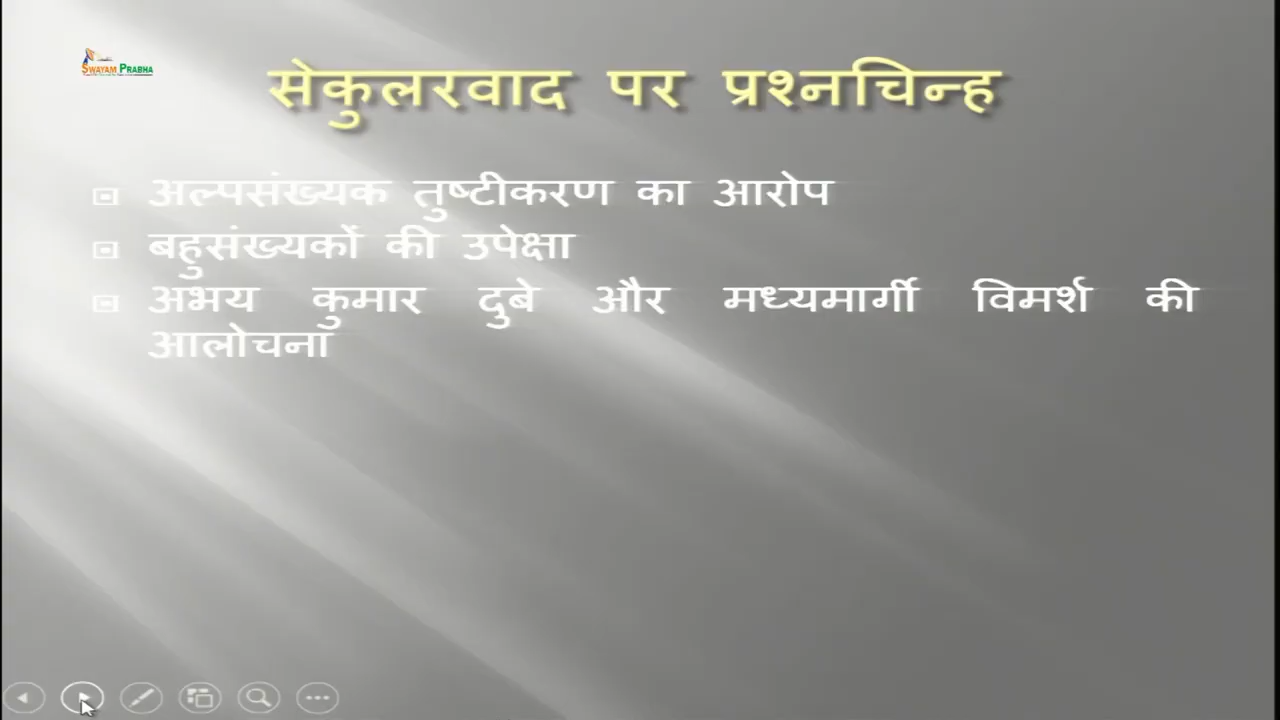 SWAYAM PRABHA
सेकुलरवाद पर प्रश्नचिन्ह
अल्पसंख्यक तुष्टीकरण का आरोप
बहुसंख्यकों की उपेक्षा
अभय कुमार दुबे और मध्यमार्गी विमर्श की
आलोचना